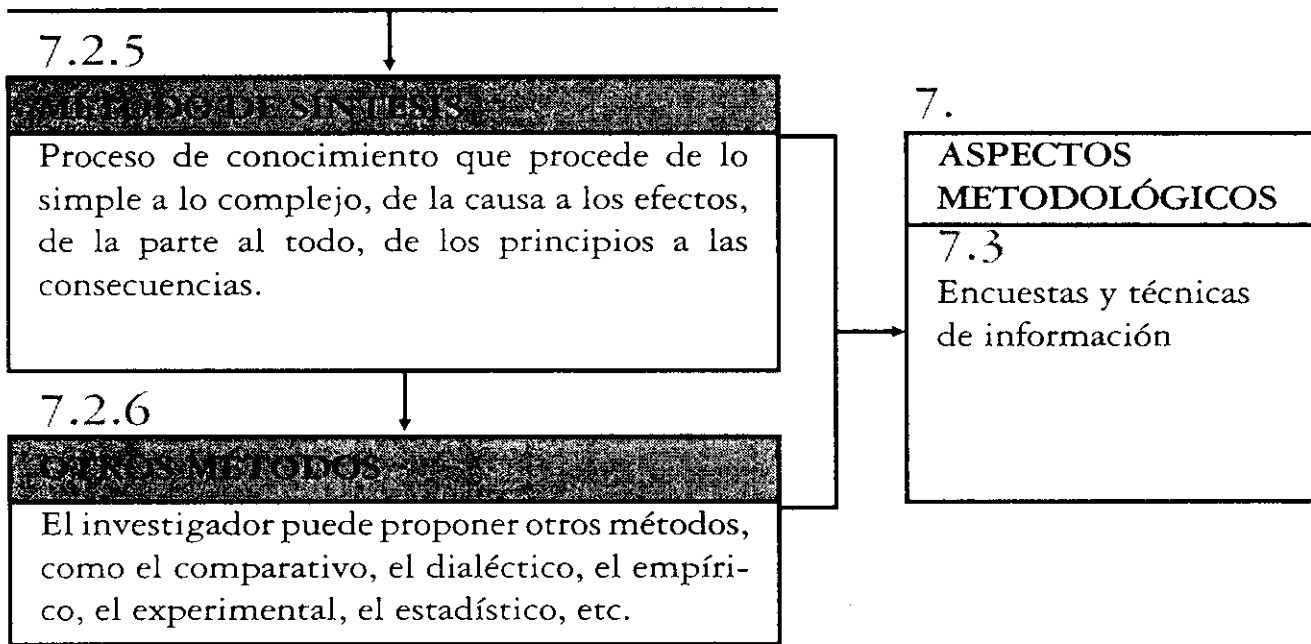 7.2.5
MÉTODO DE SÍNTESIS
Proceso de conocimiento que procede de lo
simple a lo complejo, de la causa a los efectos,
de la parte al todo, de los principios a las
consecuencias.
7.2.6
OTROS MÉTODOS
El investigador puede proponer otros métodos,
como el comparativo, el dialéctico, el empíri-
co, el experimental, el estadístico, etc.
7.
ASPECTOS
METODOLÓGICOS
7.3
Encuestas y técnicas
de información